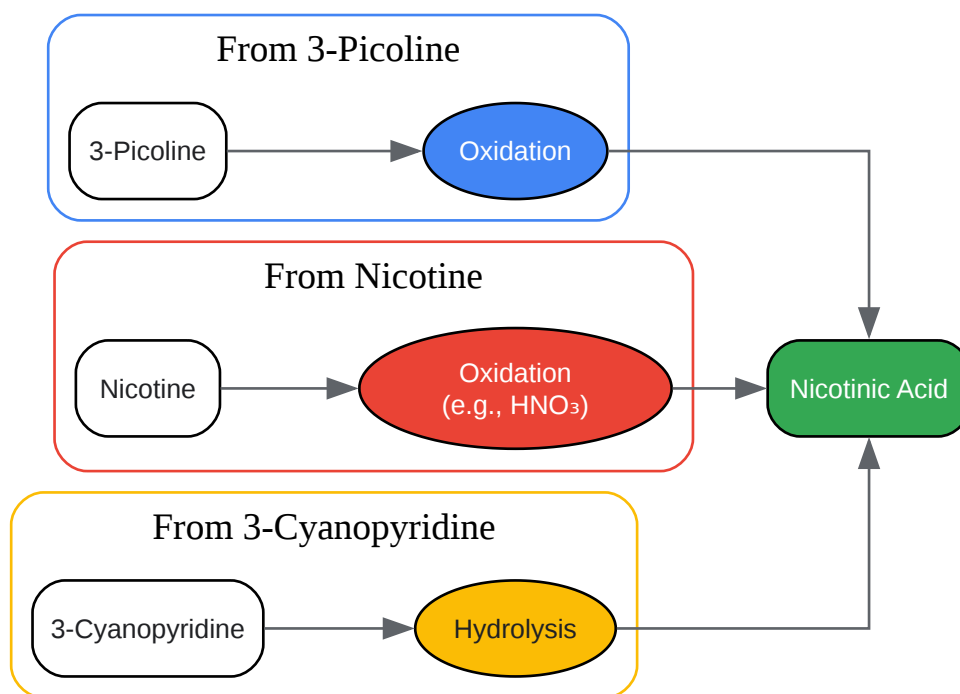 From 3-Picoline
3-Picoline
Oxidation
From Nicotine
Nicotine
Oxidation
(e.g., HNO₃)
Nicotinic Acid
From 3-Cyanopyridine
3-Cyanopyridine
Hydrolysis